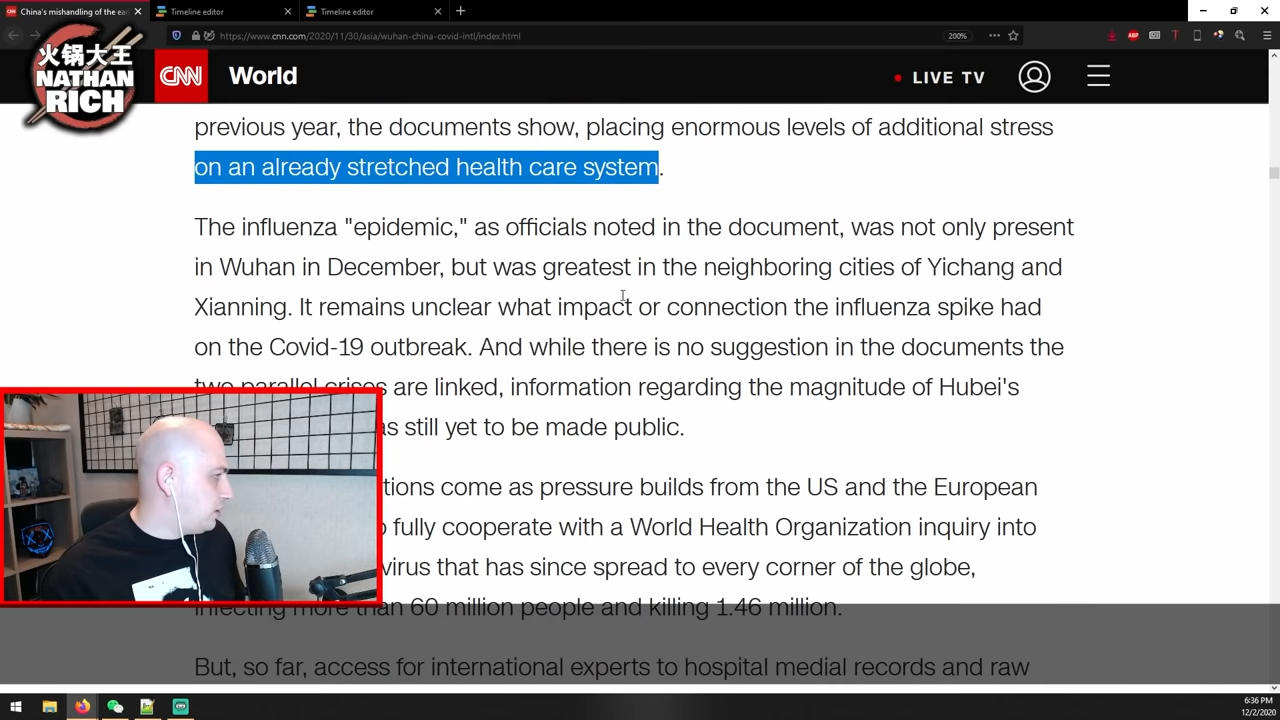 China's mishandling of the ear
Timeline editor
Timeline editor
https://www.cnn.com/2020/11/30/asia/wuhan-china-covid-intl/index.html
200%
火锅大王
NATHAN
RICH
CNN
World
LIVE TV
previous year, the documents show, placing enormous levels of additional stress
on an already stretched health care system.
The influenza "epidemic," as officials noted in the document, was not only present
in Wuhan in December, but was greatest in the neighboring cities of Yichang and
Xianning. It remains unclear what impact or connection the influenza spike had
on the Covid-19 outbreak. And while there is no suggestion in the documents the
two parallel crises are linked, information regarding the magnitude of Hubei's
as still yet to be made public.
tions come as pressure builds from the US and the European
fully cooperate with a World Health Organization inquiry into
virus that has since spread to every corner of the globe,
infecting more than 60 million people and killing 1.46 million.
But, so far, access for international experts to hospital medial records and raw
6:36 PM
12/2/2020